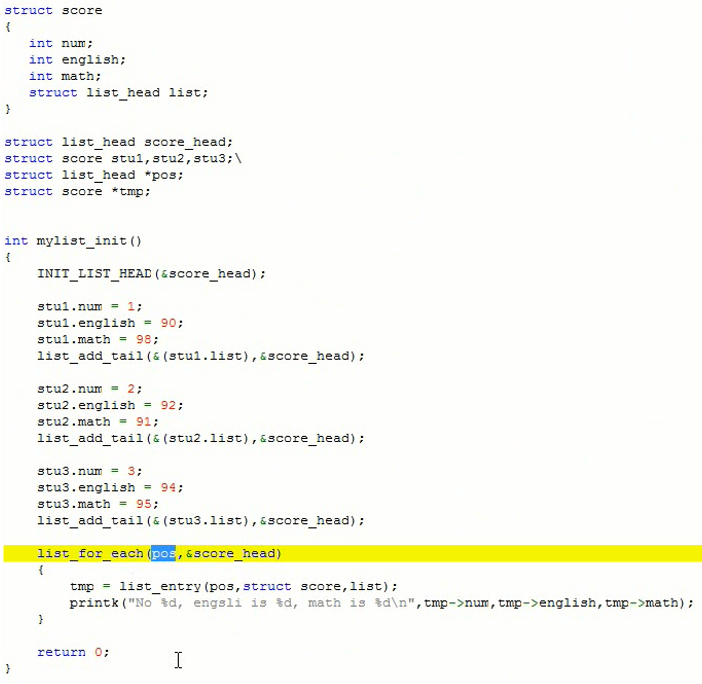 struct score
{
int num;
int english;
int math;
struct list_head list;
}
struct list_head score_head;
struct score stu1,stu2,stu3;\
struct list_head *pos;
struct score *tmp;
int mylist_init()
{
INIT_LIST_HEAD(&score_head);
stu1.num = 1;
stu1.english = 90;
stu1.math = 98;
list_add_tail(&(stu1.list),&score_head);
stu2.num = 2;
stu2.english = 92;
stu2.math = 91;
list_add_tail(&(stu2.list),&score_head);
stu3.num = 3;
stu3.english = 94;
stu3.math = 95;
list_add_tail(&(stu3.list),&score_head);
list_for_each(pos,&score_head)
{
tmp = list_entry(pos,struct score,list);
printk("No %d, engsli is %d, math is %d\n",tmp->num,tmp->english,tmp->math);
}
return 0;
}